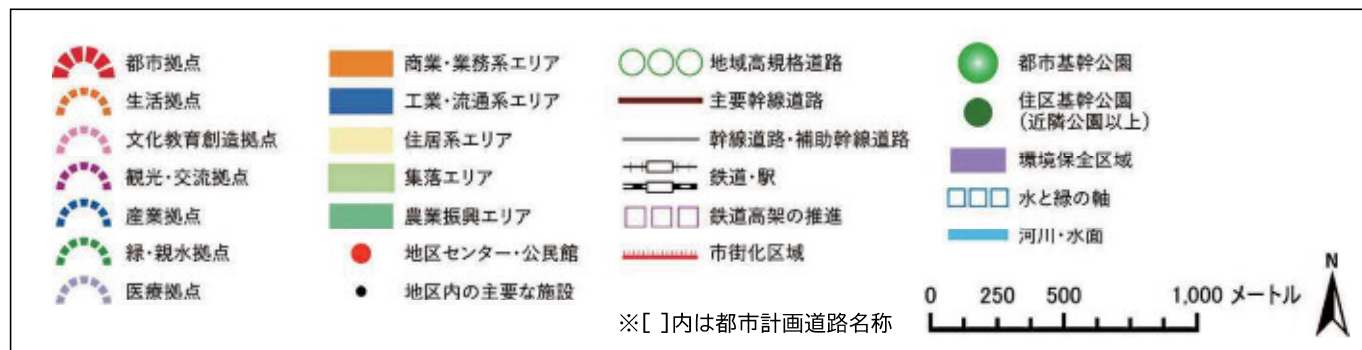 都市拠点
生活拠点
文化教育創造拠点
観光・交流拠点
産業拠点
緑・親水拠点
医療拠点
商業・業務系エリア
工業・流通系エリア
住居系エリア
集落エリア
農業振興エリア
地区センター・公民館
地区内の主要な施設
地域高規格道路
主要幹線道路
幹線道路・補助幹線道路
鉄道・駅
鉄道高架の推進
市街化区域
※[ ]内は都市計画道路名称
都市基幹公園
住区基幹公園
(近隣公園以上)
環境保全区域
水と緑の軸
河川・水面
0 250 500 1,000 メートル
N